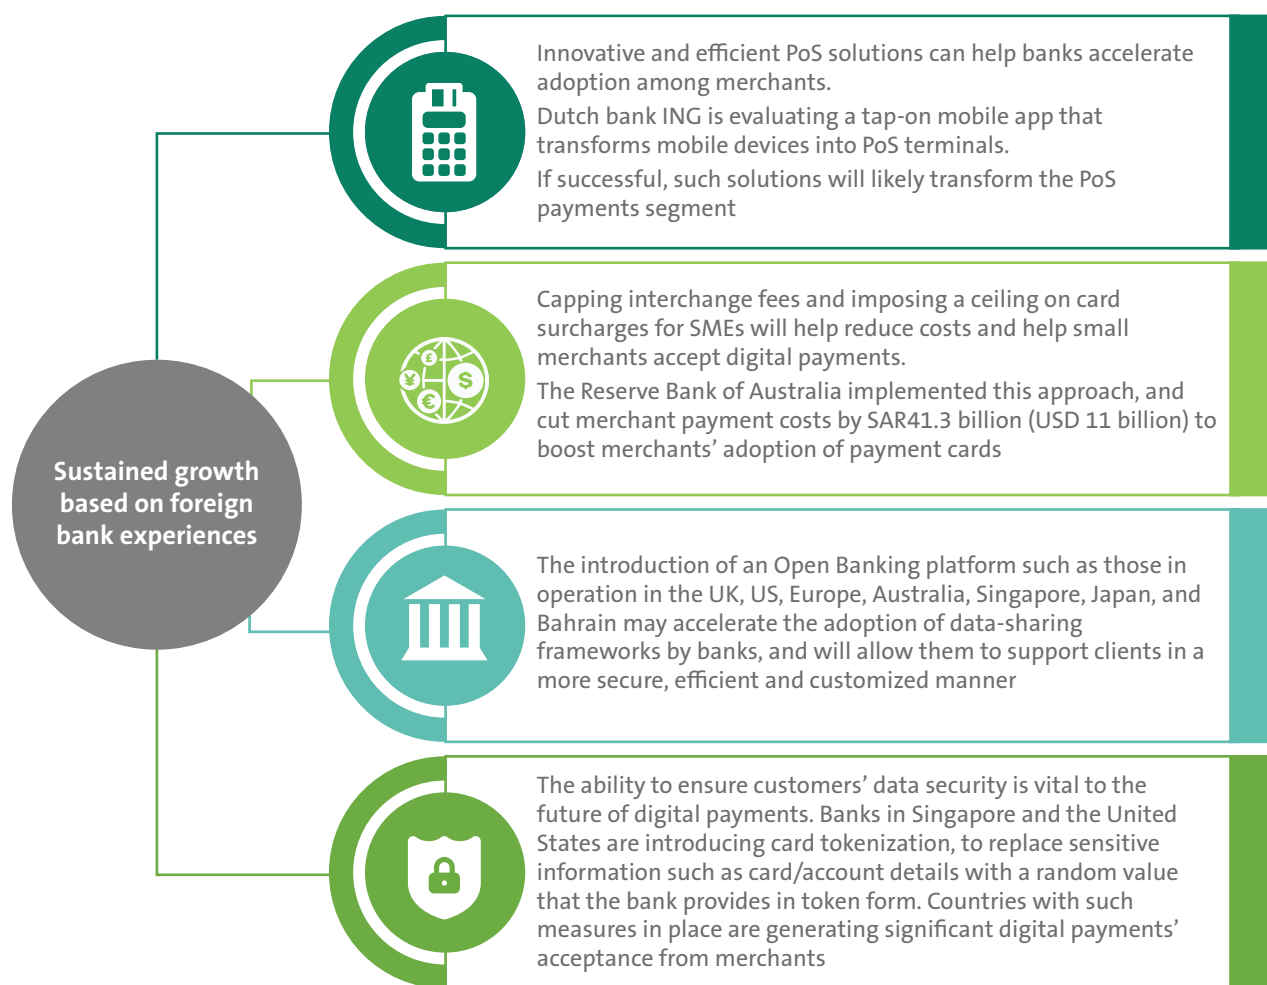 Innovative and efficient PoS solutions can help banks accelerate
adoption among merchants.
Dutch bank ING is evaluating a tap-on mobile app that
transforms mobile devices into PoS terminals.
If successful, such solutions will likely transform the PoS
payments segment
Capping interchange fees and imposing a ceiling on card
surcharges for SMEs will help reduce costs and help small
merchants accept digital payments.
The Reserve Bank of Australia implemented this approach, and
cut merchant payment costs by SAR41.3 billion (USD 11 billion) to
boost merchants’ adoption of payment cards
£
¥
$
€
Sustained growth
based on foreign
bank experiences
The introduction of an Open Banking platform such as those in
operation in the UK, US, Europe, Australia, Singapore, Japan, and
Bahrain may accelerate the adoption of data-sharing
frameworks by banks, and will allow them to support clients in a
more secure, efficient and customized manner
The ability to ensure customers’ data security is vital to the
future of digital payments. Banks in Singapore and the United
States are introducing card tokenization, to replace sensitive
information such as card/account details with a random value
that the bank provides in token form. Countries with such
measures in place are generating significant digital payments’
acceptance from merchants